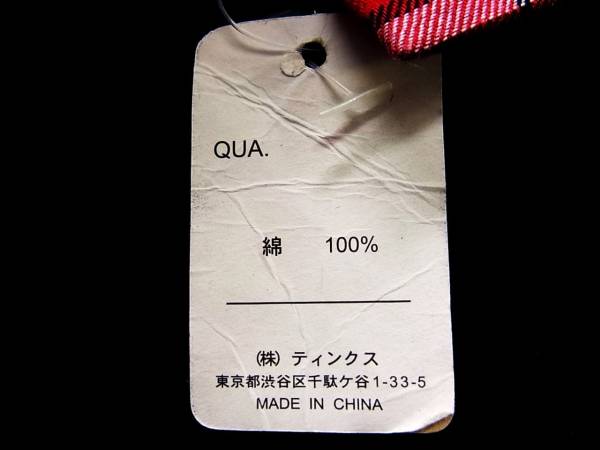 QUA.
綿 100%
(株) ティンクス
東京都渋谷区千駄ケ谷1-33-5
MADE IN CHINA